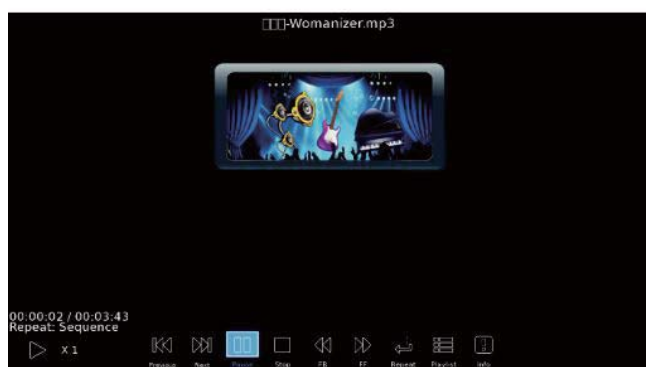 □□□-Womanizer.mp3
00:00:02 / 00:03:43
Repeat: Sequence
X1
Previous Next Pause Stop FB FF Repeat Playlist Info